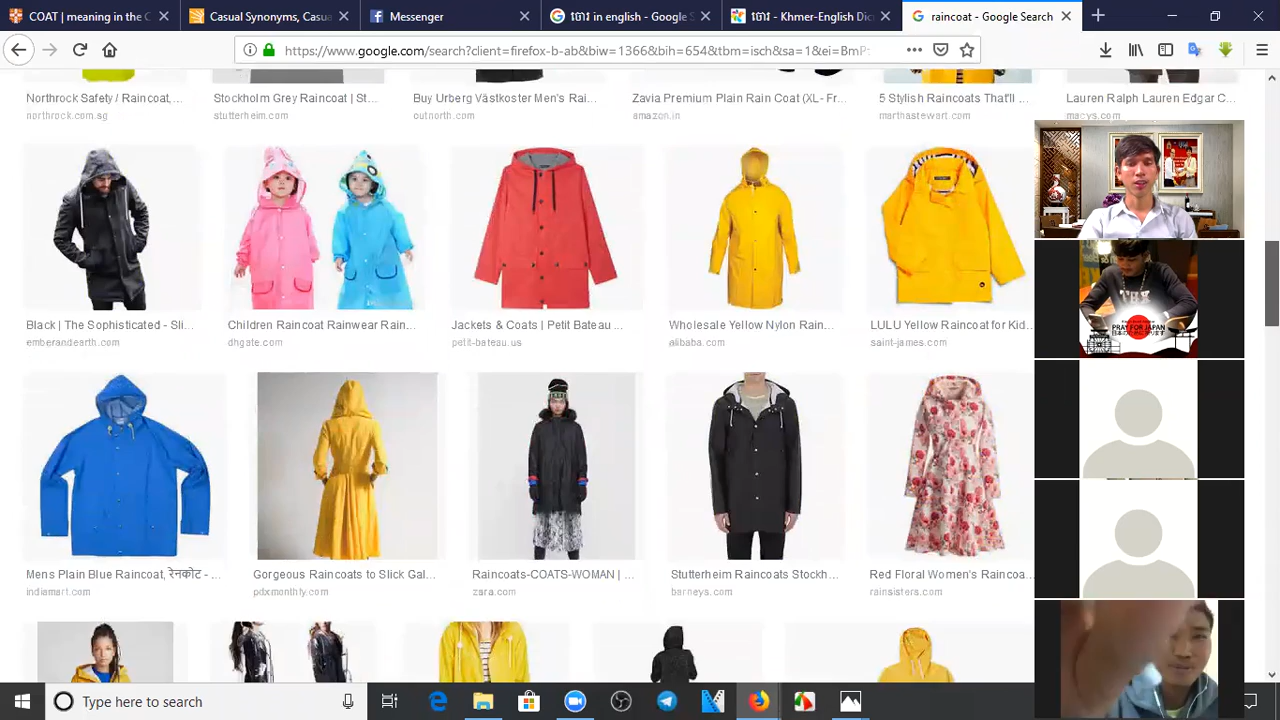 COAT | meaning in the C
Casual Synonyms, Casua
Messenger
in english - Google S
- Khmer-English Dic
raincoat - Google Search
https://www.google.com/search?client=firefox-b-ab&biw=1366&bih=654&tbm=isch&sa=1&ei=BmP
Northrock Safety / Raincoat,...
Stockholm Grey Raincoat | St...
Buy Urberg Västkoster Men's Rai...
Zavia Premium Plain Rain Coat (XL- Fr...
5 Stylish Raincoats That'll ...
Lauren Ralph Lauren Edgar C...
northrock.com.sg
stutterheim.com
outnorth.com
amazon.in
marthastewart.com
macys.com
Black | The Sophisticated - Sli...
Children Raincoat Rainwear Rain...
Jackets & Coats | Petit Bateau ...
Wholesale Yellow Nylon Rain...
LULU Yellow Raincoat for Kid...
emberandearth.com
dhgate.com
petit-bateau.us
alibaba.com
saint-james.com
PRAY FOR JAPAN
Mens Plain Blue Raincoat, रेनकोट - ...
Gorgeous Raincoats to Slick Gal...
Raincoats-COATS-WOMAN | ...
Stutterheim Raincoats Stockh...
Red Floral Women's Raincoa...
indiamart.com
pdxmonthly.com
zara.com
barneys.com
rainsisters.com
Type here to search